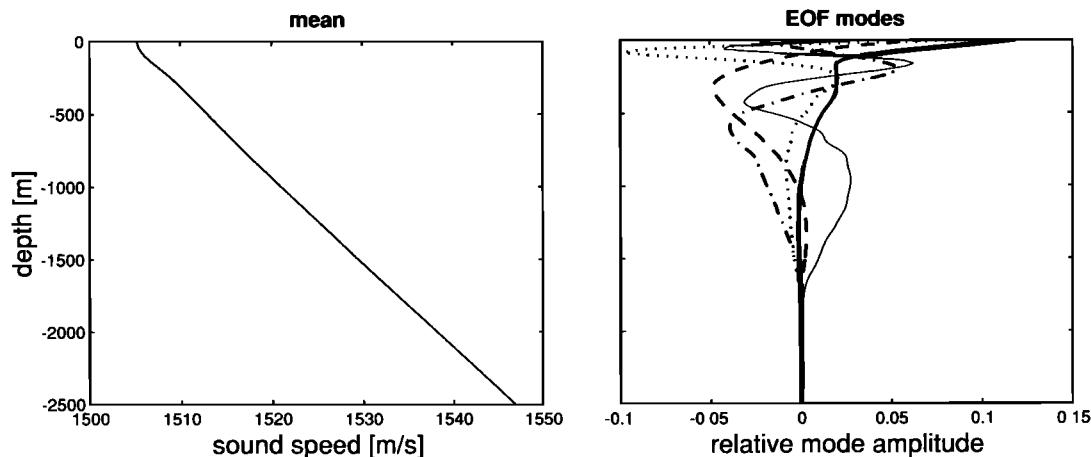 mean
0
-500
-1000
-1500
-2000
-2500
depth [m]
1500 1510 1520 1530 1540 1550
sound speed [m/s]
EOF modes
-0.1 -0.05 0 0.05 0.1 0.15
relative mode amplitude